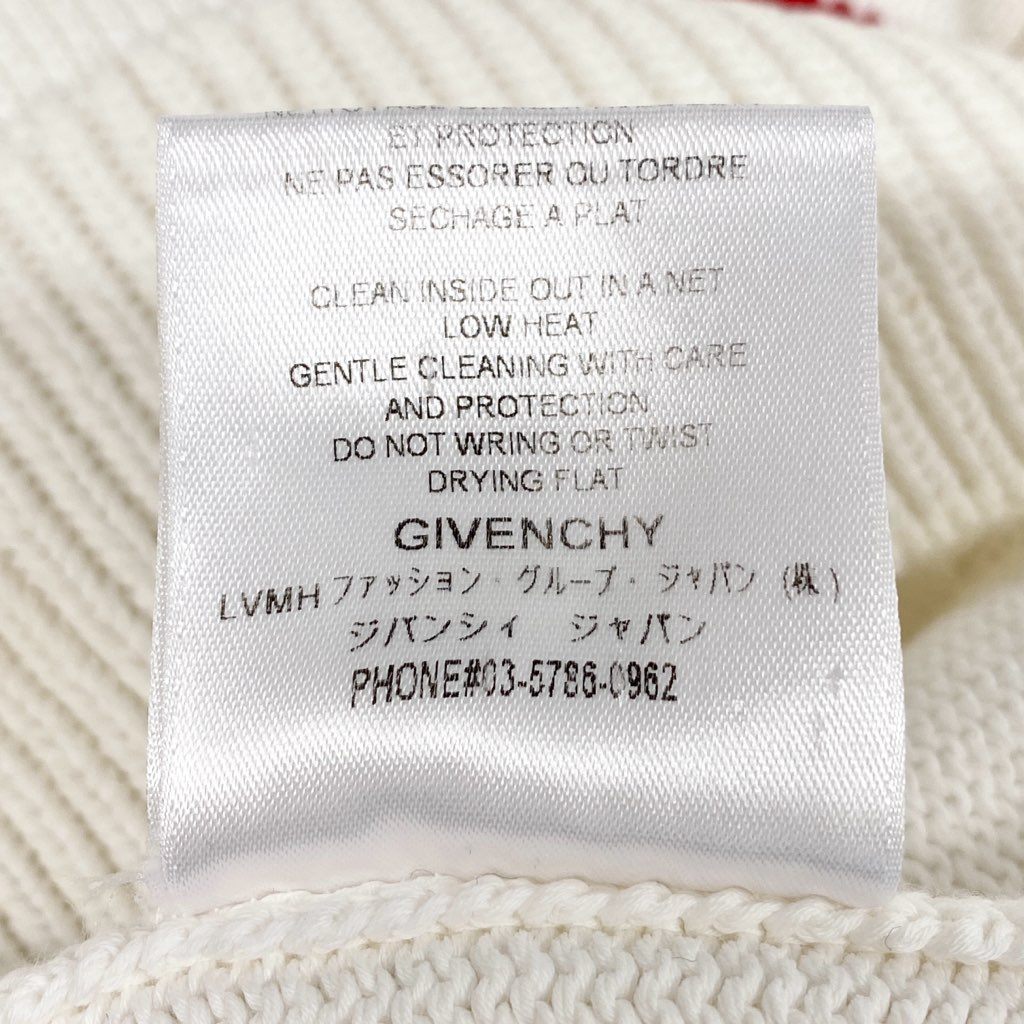 ET PROTECTION
NE PAS ESSORER OU TORDRE
SECHAGE A PLAT
CLEAN INSIDE OUT IN A NET
LOW HEAT
GENTLE CLEANING WITH CARE
AND PROTECTION
DO NOT WRING OR TWIST
DRYING FLAT
GIVENCHY
LVMH ファッション・グループ・ジャパン (株)
ジバンシィ ジャパン
PHONE#03-5786-0962